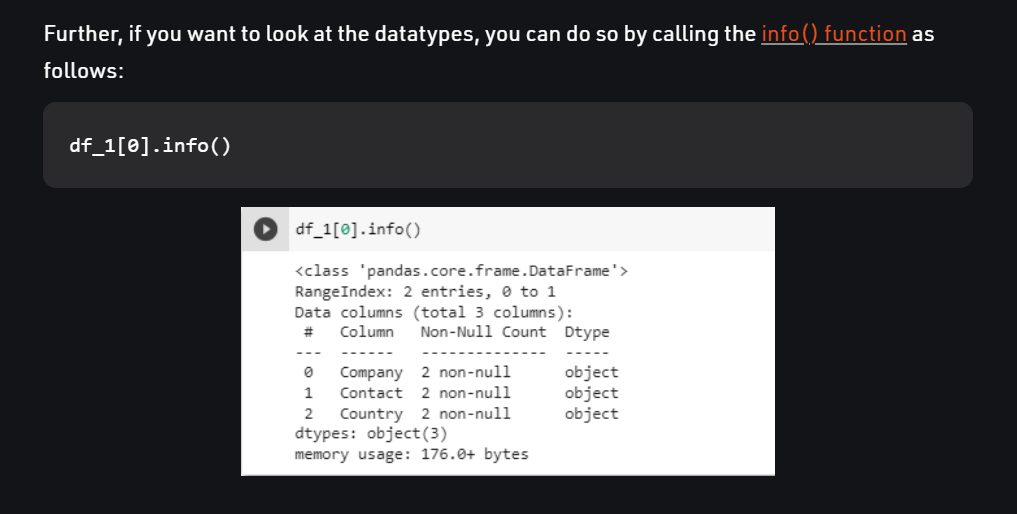 Further, if you want to look at the datatypes, you can do so by calling the info() function as
follows:
df_1[0].info()
df_1[0].info()
<class 'pandas.core.frame.DataFrame'>
RangeIndex: 2 entries, 0 to 1
Data columns (total 3 columns):
 #   Column   Non-Null Count  Dtype
---  ------   --------------  -----
 0   Company  2 non-null      object
 1   Contact  2 non-null      object
 2   Country  2 non-null      object
dtypes: object(3)
memory usage: 176.0+ bytes